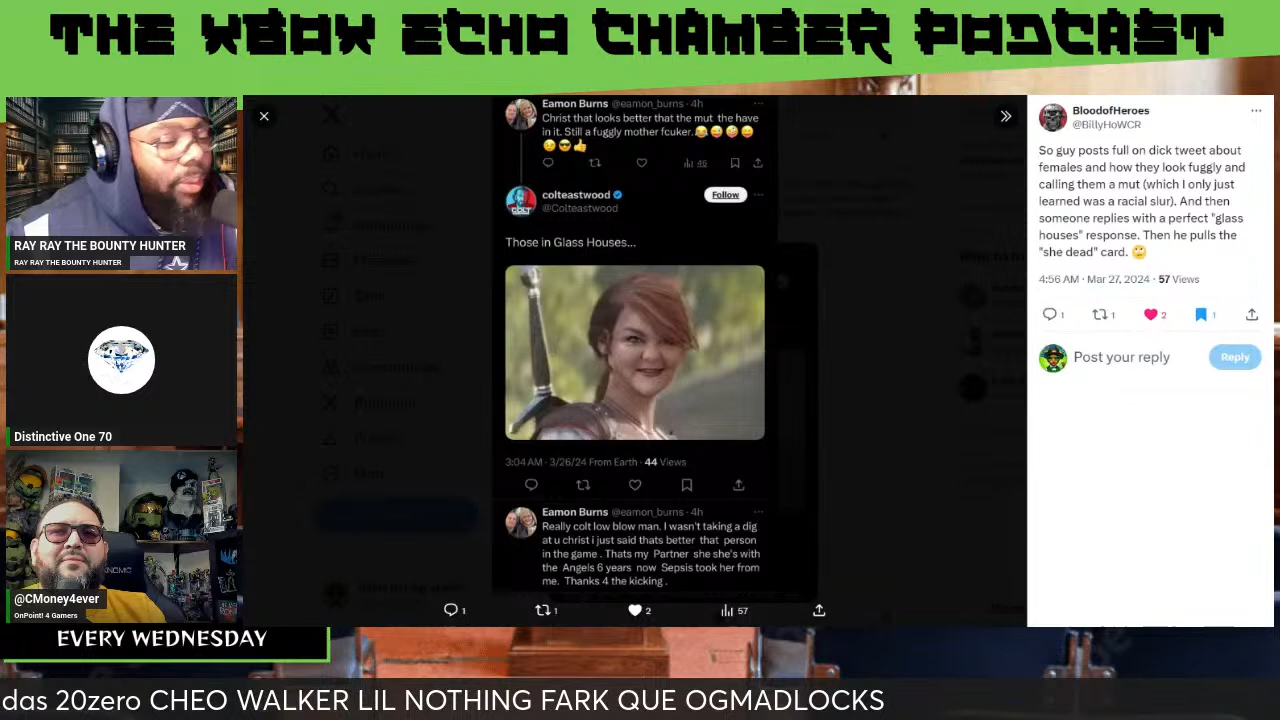 THE XBOX ECHO CHAMBER PODCAST
RAY RAY THE BOUNTY HUNTER
RAY RAY THE BOUNTY HUNTER
Distinctive One 70
@CMoney4ever
OnPoint! 4 Gamers
EVERY WEDNESDAY
Eamon Burns @eamon_burns · 4h
Christ that looks better that the mut the have
in it. Still a fuggly mother fcuker.😂😜🤪😜
😉😎👍
46
colteastwood
@Colteastwood
Follow
Those in Glass Houses...
3:04 AM · 3/26/24 From Earth · 44 Views
Eamon Burns @eamon_burns · 4h
Really colt low blow man. I wasn't taking a dig
at u christ i just said thats better that person
in the game . Thats my Partner she she's with
the Angels 6 years now Sepsis took her from
me. Thanks 4 the kicking .
1 1 2 57
BloodofHeroes
@BillyHoWCR
So guy posts full on dick tweet about
females and how they look fuggly and
calling them a mut (which I only just
learned was a racial slur). And then
someone replies with a perfect "glass
houses" response. Then he pulls the
"she dead" card. 🙄
4:56 AM · Mar 27, 2024 · 57 Views
1 1 2 1
Post your reply
Reply
das 20zero CHEO WALKER LIL NOTHING FARK QUE OGMADLOCKS